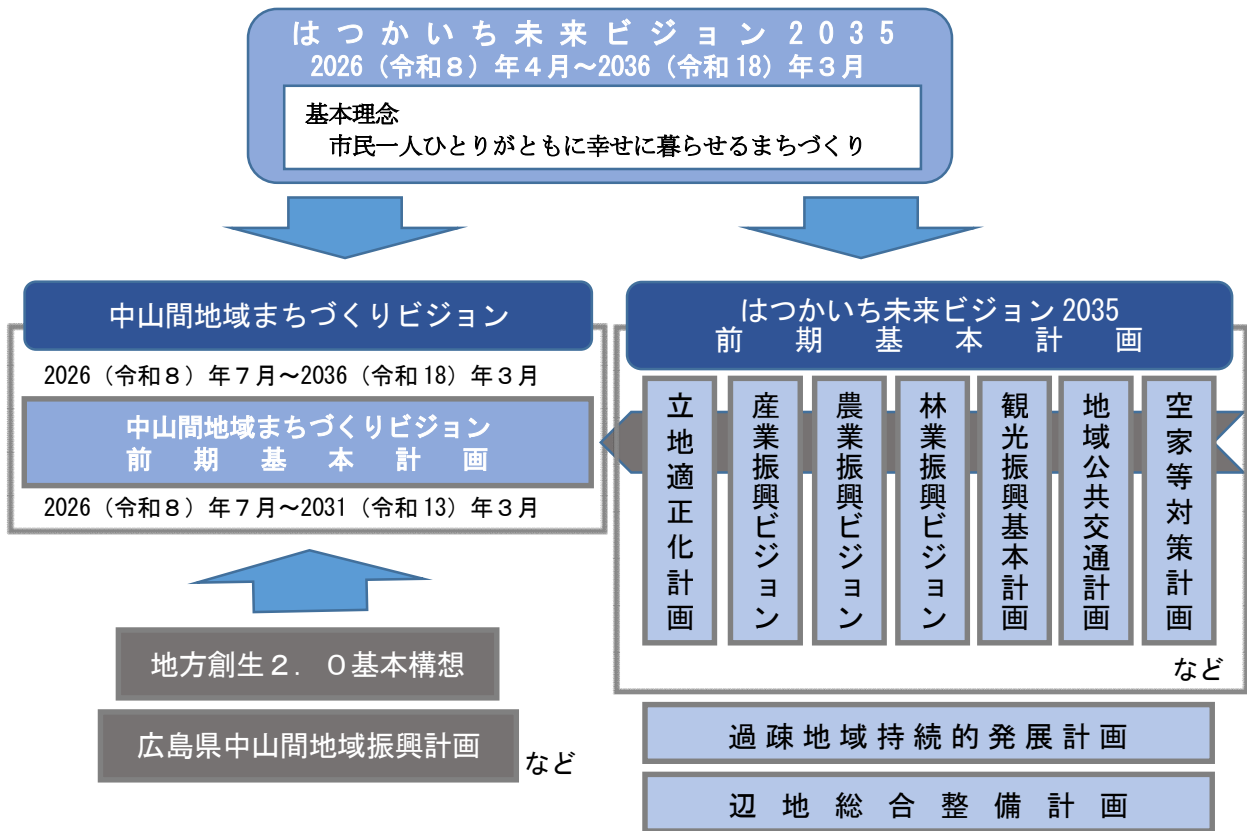 はつかいち未来ビジョン2035
2026（令和８）年４月～2036（令和18）年３月
基本理念
市民一人ひとりがともに幸せに暮らせるまちづくり
中山間地域まちづくりビジョン
2026（令和８）年７月～2036（令和18）年３月
中山間地域まちづくりビジョン
前期基本計画
2026（令和８）年７月～2031（令和13）年３月
地方創生２．０基本構想
広島県中山間地域振興計画
など
はつかいち未来ビジョン2035
前期基本計画
立地適正化計画
産業振興ビジョン
農業振興ビジョン
林業振興ビジョン
観光振興基本計画
地域公共交通計画
空家等対策計画
など
過疎地域持続的発展計画
辺地総合整備計画